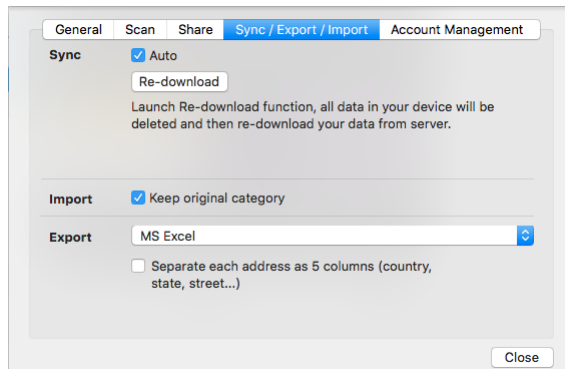 General Scan Share Sync / Export / Import Account Management
Sync Auto
Re-download
Launch Re-download function, all data in your device will be
deleted and then re-download your data from server.
Import Keep original category
Export MS Excel
Separate each address as 5 columns (country,
state, street...)
Close